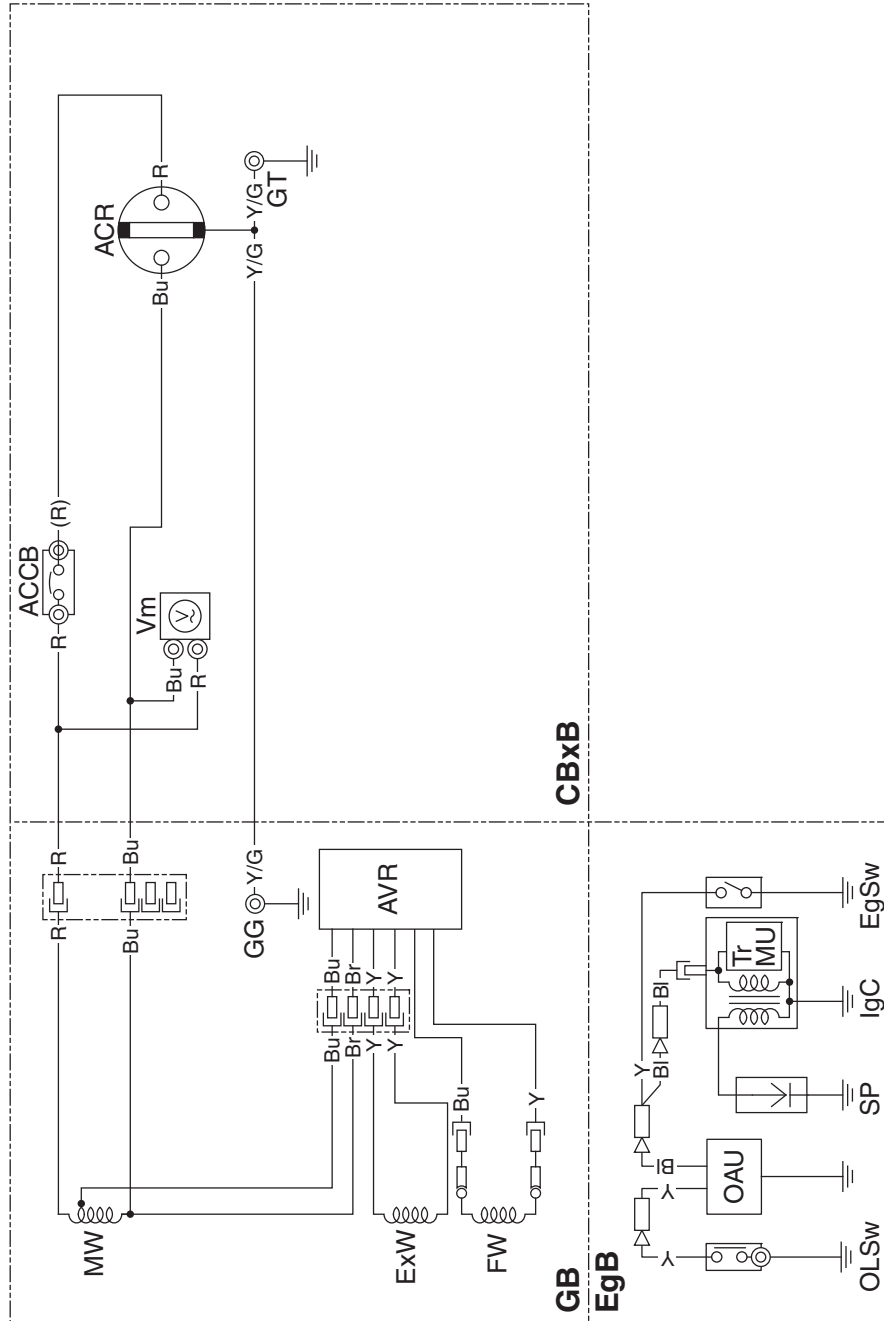 ACCB
R
(R)
R
ACR
Bu
Vm
V
Bu
R
Y/G
Y/G
GT
CBxB
R
R
Bu
Bu
GG
Y/G
AVR
Bu
Br
Y
Y
Bu
Br
Y
Y
Bu
Y
MW
ExW
FW
GB
EgB
Y
Bl
Bl
Bl
Y
Y
OAU
Tr
MU
OLSw
SP
IgC
EgSw